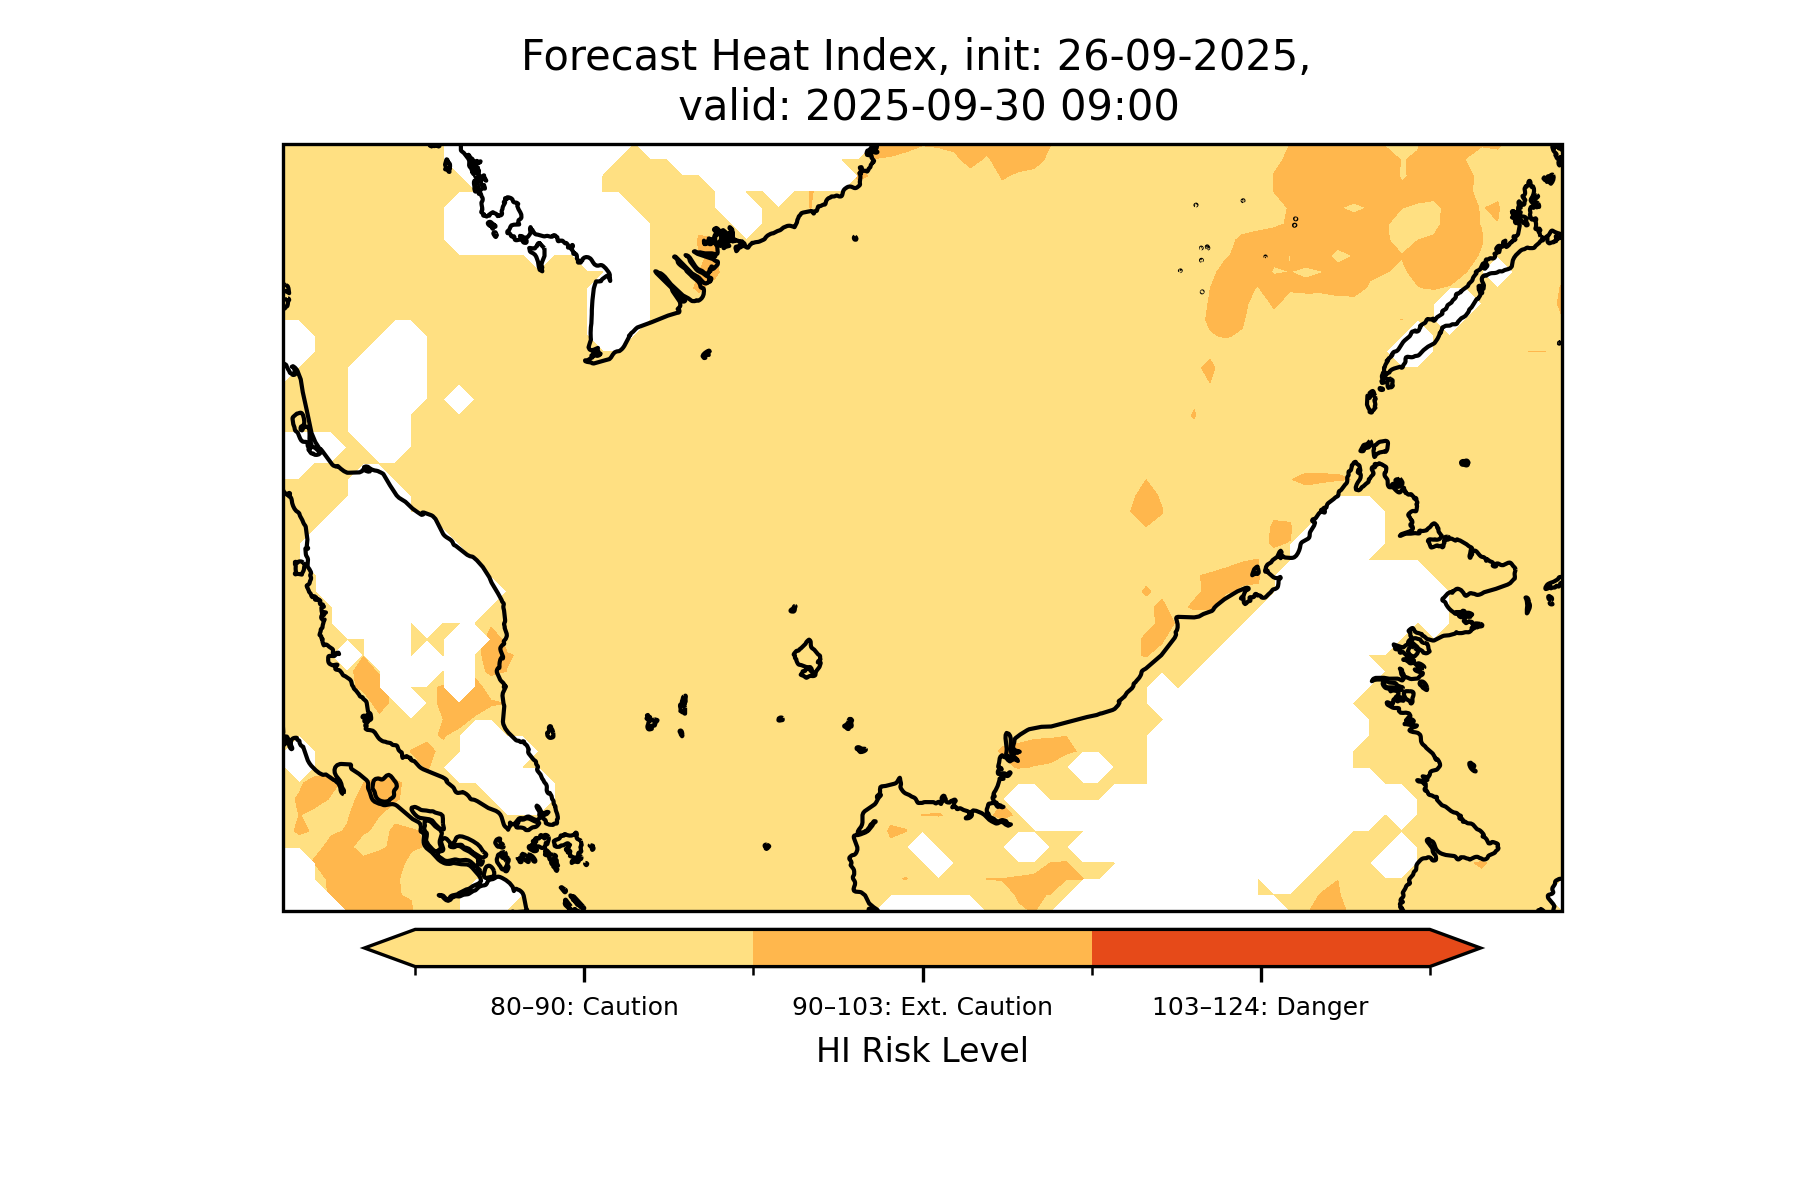 Forecast Heat Index, init: 26-09-2025,
valid: 2025-09-30 09:00
80–90: Caution
90–103: Ext. Caution
103–124: Danger
HI Risk Level